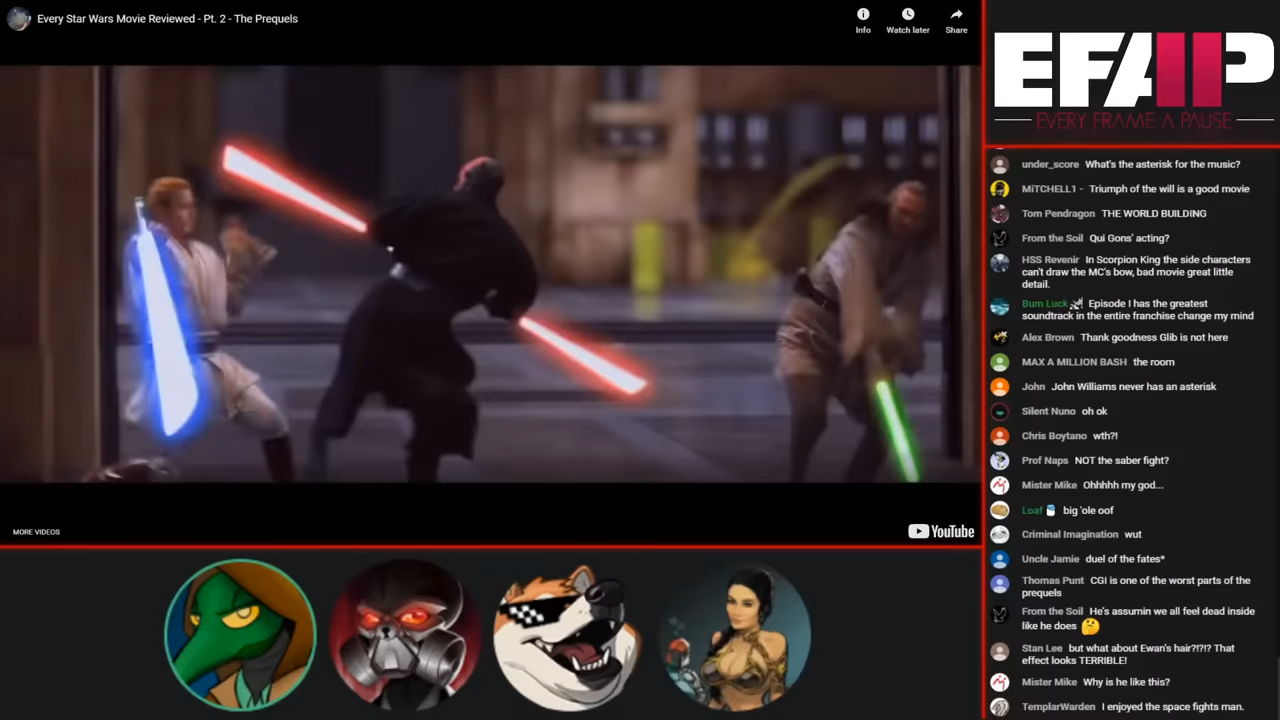 Every Star Wars Movie Reviewed - Pt. 2 - The Prequels
Info
Watch later
Share
MORE VIDEOS
YouTube
EFAP
EVERY FRAME A PAUSE
under_score What's the asterisk for the music?
MiTCHELL1 - Triumph of the will is a good movie
Tom Pendragon THE WORLD BUILDING
From the Soil Qui Gons' acting?
HSS Revenir In Scorpion King the side characters
can't draw the MC's bow, bad movie great little
detail.
Bum Luck Episode I has the greatest
soundtrack in the entire franchise change my mind
Alex Brown Thank goodness Glib is not here
MAX A MILLION BASH the room
John John Williams never has an asterisk
Silent Nuno oh ok
Chris Boytano wth?!
Prof Naps NOT the saber fight?
Mister Mike Ohhhhh my god...
Loaf big 'ole oof
Criminal Imagination wut
Uncle Jamie duel of the fates*
Thomas Punt CGI is one of the worst parts of the
prequels
From the Soil He's assumin we all feel dead inside
like he does
Stan Lee but what about Ewan's hair?!?!? That
effect looks TERRIBLE!
Mister Mike Why is he like this?
TemplarWarden I enjoyed the space fights man.